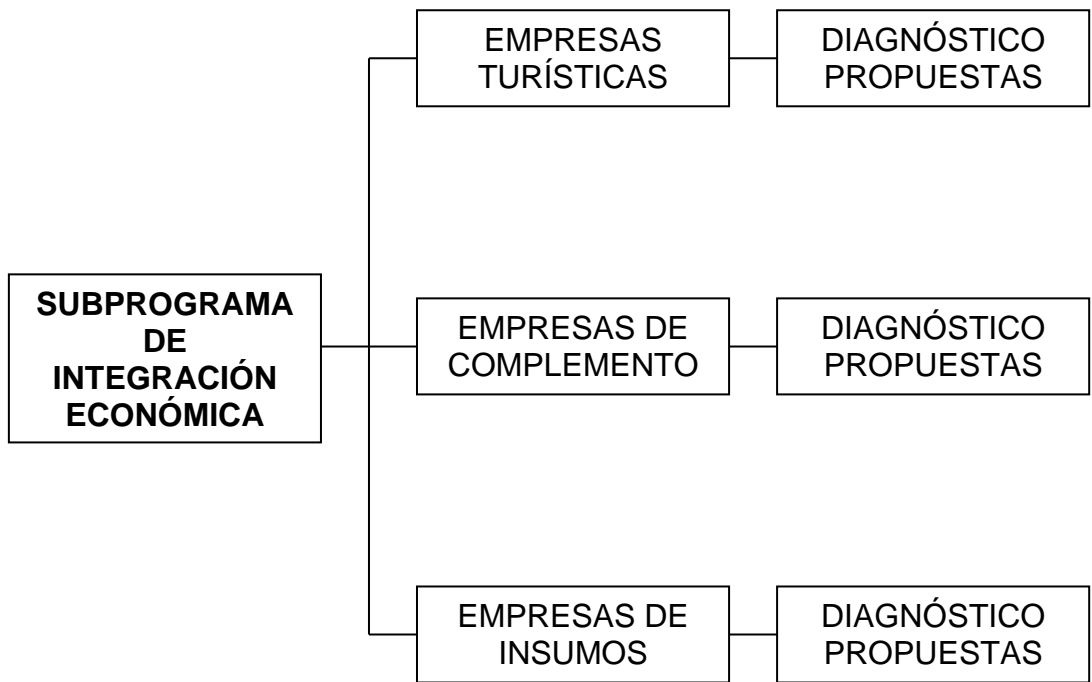 EMPRESAS
TURÍSTICAS
DIAGNÓSTICO
PROPUESTAS
SUBPROGRAMA
DE
INTEGRACIÓN
ECONÓMICA
EMPRESAS DE
COMPLEMENTO
DIAGNÓSTICO
PROPUESTAS
EMPRESAS DE
INSUMOS
DIAGNÓSTICO
PROPUESTAS